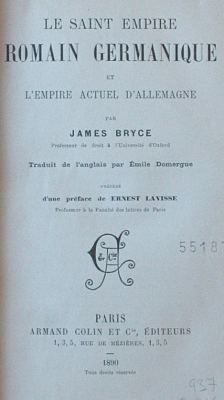 LE SAINT EMPIRE
ROMAIN GERMANIQUE
ET
L'EMPIRE ACTUEL D'ALLEMAGNE
PAR
JAMES BRYCE
Professeur de droit à l'Université d'Oxford
Traduit de l'anglais par Émile Domergue
PRÉCÉDÉ
d'une préface de ERNEST LAVISSE
Professeur à la Faculté des lettres de Paris
5518
PARIS
ARMAND COLIN ET Cie, ÉDITEURS
1, 3, 5, RUE DE MÉZIÈRES, 1, 3, 5
1890
Tous droits réservés